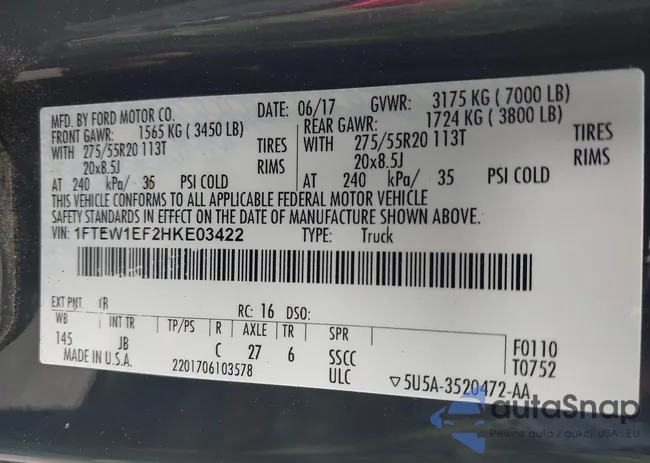 MFD. BY FORD MOTOR CO. DATE: 06/17 GVWR: 3175 KG ( 7000 LB)
FRONT GAWR: 1565 KG ( 3450 LB) REAR GAWR: 1724 KG ( 3800 LB)
WITH 275/55R20 113T TIRES WITH 275/55R20 113T TIRES
20x8.5J RIMS 20x8.5J RIMS
AT 240 kPa/ 35 PSI COLD AT 240 kPa/ 35 PSI COLD
THIS VEHICLE CONFORMS TO ALL APPLICABLE FEDERAL MOTOR VEHICLE
SAFETY STANDARDS IN EFFECT ON THE DATE OF MANUFACTURE SHOWN ABOVE.
VIN: 1FTEW1EF2HKE03422 TYPE: Truck
EXT PNT: RC: 16 DSO:
WB INT TR TP/PS R AXLE TR SPR
145 JB C 27 6 SSCC F0110
MADE IN U.S.A. 2201706103578 ULC T0752
▽5U5A-3520472-AA
autoSnap
Pewne auta z aukcji USA i EU